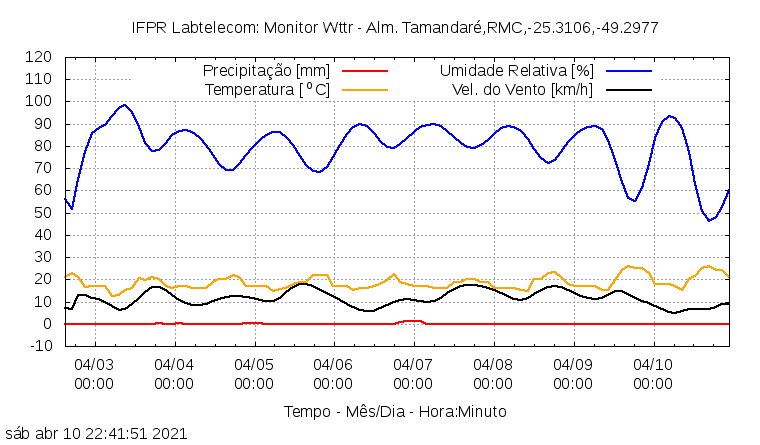 IFPR Labtelecom: Monitor Wttr - Alm. Tamandaré,RMC,-25.3106,-49.2977
120
110
100
90
80
70
60
50
40
30
20
10
0
-10
Precipitação [mm]
Temperatura [ ⁰C]
Umidade Relativa [%]
Vel. do Vento [km/h]
04/03 04/04 04/05 04/06 04/07 04/08 04/09 04/10
00:00 00:00 00:00 00:00 00:00 00:00 00:00 00:00
Tempo - Mês/Dia - Hora:Minuto
sáb abr 10 22:41:51 2021